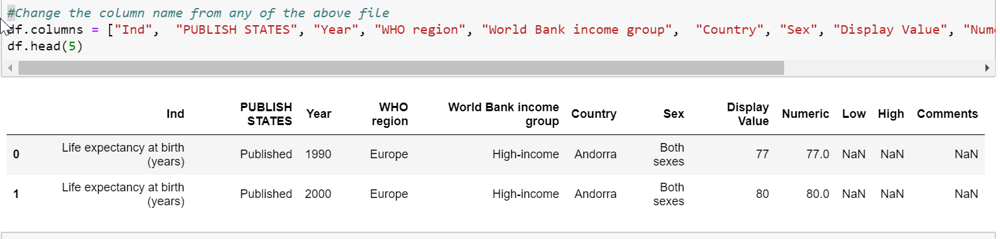 #Change the column name from any of the above file
df.columns = ["Ind",  "PUBLISH STATES", "Year", "WHO region", "World Bank income group",  "Country", "Sex", "Display Value", "Nume
df.head(5)
Ind PUBLISH STATES Year WHO region World Bank income group Country Sex Display Value Numeric Low High Comments
0 Life expectancy at birth (years) Published 1990 Europe High-income Andorra Both sexes 77 77.0 NaN NaN NaN
1 Life expectancy at birth (years) Published 2000 Europe High-income Andorra Both sexes 80 80.0 NaN NaN NaN